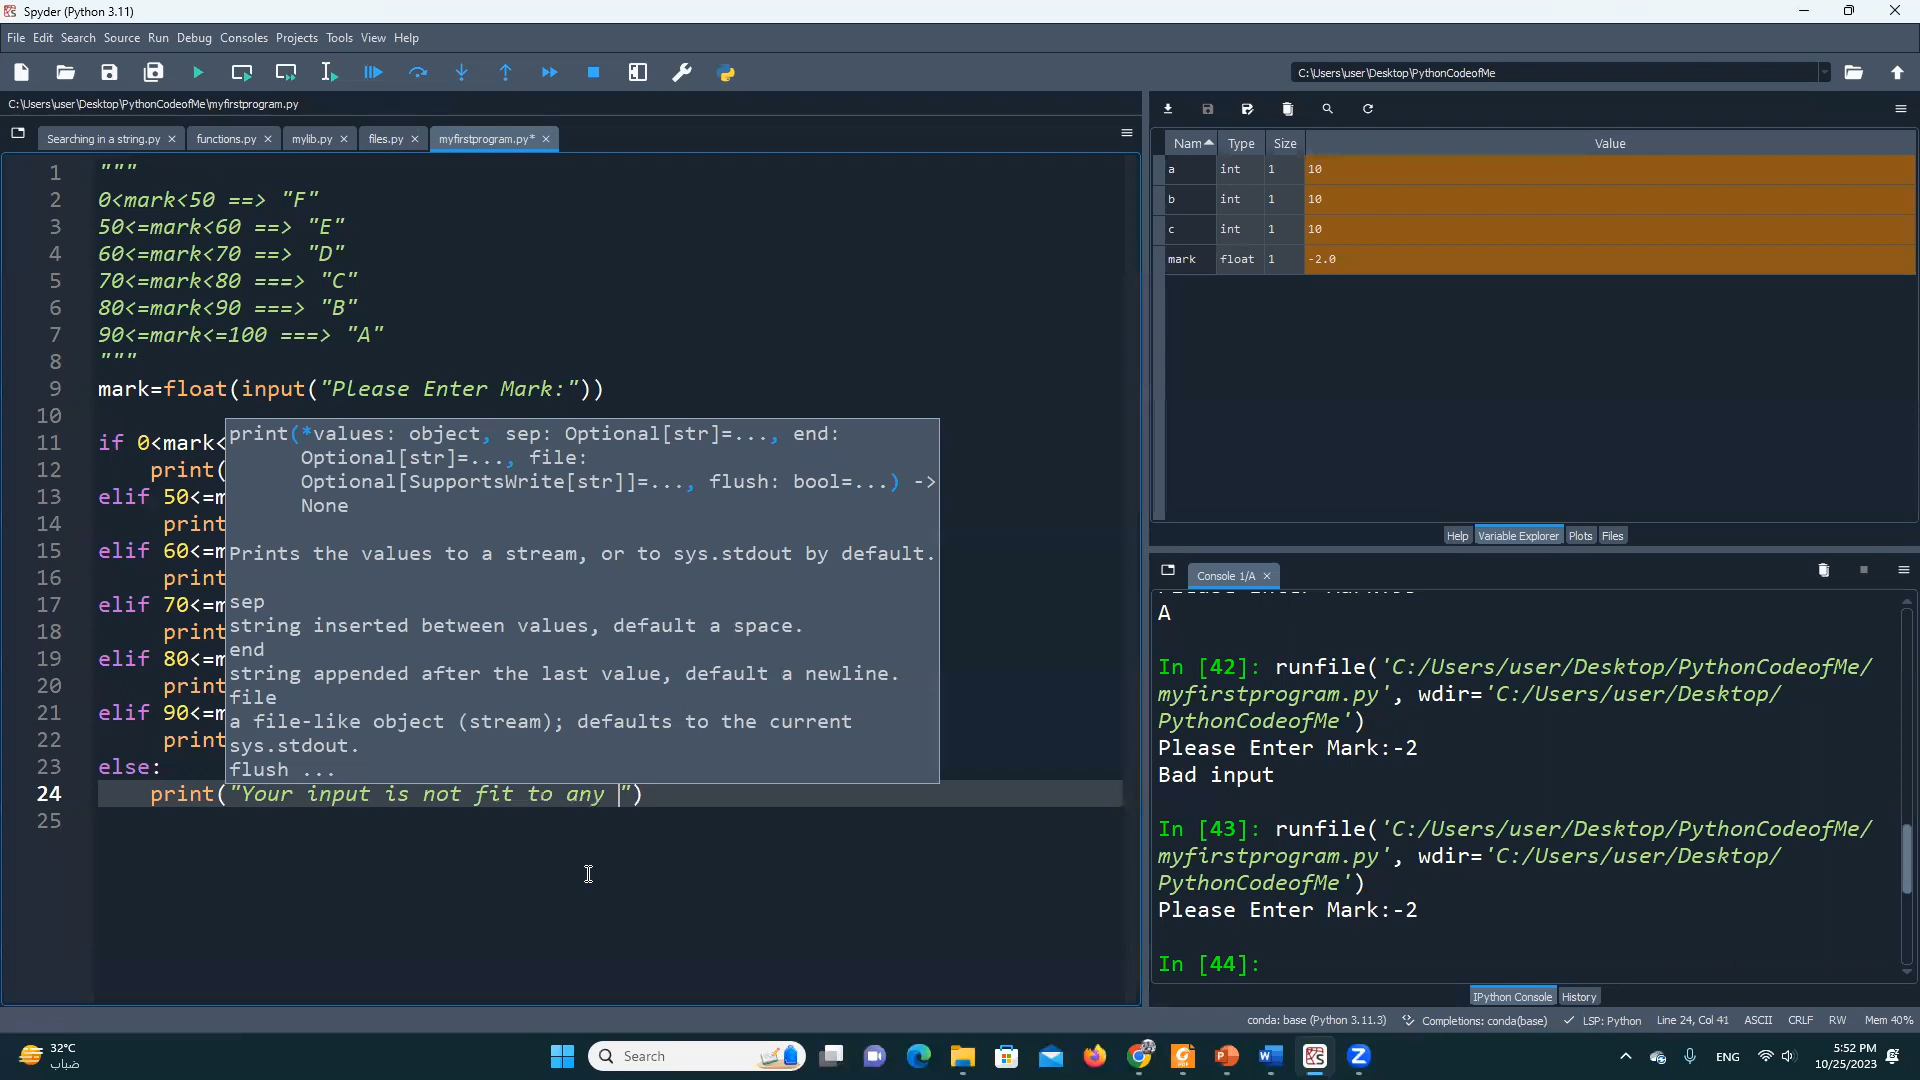 Spyder (Python 3.11)
File Edit Search Source Run Debug Consoles Projects Tools View Help
C:\Users\user\Desktop\PythonCodeofMe
C:\Users\user\Desktop\PythonCodeofMe\myfirstprogram.py
Searching in a string.py functions.py mylib.py files.py myfirstprogram.py*
1 """
2 0<mark<50 ==> "F"
3 50<=mark<60 ==> "E"
4 60<=mark<70 ==> "D"
5 70<=mark<80 ===> "C"
6 80<=mark<90 ===> "B"
7 90<=mark<=100 ===> "A"
8 """
9 mark=float(input("Please Enter Mark:"))
10
11 if 0<mark<
12 print(
13 elif 50<=m
14 print
15 elif 60<=m
16 print
17 elif 70<=m
18 print
19 elif 80<=m
20 print
21 elif 90<=m
22 print
23 else:
24 print("Your input is not fit to any ")
25
print(*values: object, sep: Optional[str]=..., end:
Optional[str]=..., file:
Optional[SupportsWrite[str]]=..., flush: bool=...) ->
None
Prints the values to a stream, or to sys.stdout by default.
sep
string inserted between values, default a space.
end
string appended after the last value, default a newline.
file
a file-like object (stream); defaults to the current
sys.stdout.
flush ...
Nam Type Size Value
a int 1 10
b int 1 10
c int 1 10
mark float 1 -2.0
Help Variable Explorer Plots Files
Console 1/A
A
In [42]: runfile('C:/Users/user/Desktop/PythonCodeofMe/
myfirstprogram.py', wdir='C:/Users/user/Desktop/
PythonCodeofMe')
Please Enter Mark:-2
Bad input
In [43]: runfile('C:/Users/user/Desktop/PythonCodeofMe/
myfirstprogram.py', wdir='C:/Users/user/Desktop/
PythonCodeofMe')
Please Enter Mark:-2
In [44]:
IPython Console History
conda: base (Python 3.11.3) Completions: conda(base) LSP: Python Line 24, Col 41 ASCII CRLF RW Mem 40%
32°C
ضباب
Search
ENG
5:52 PM
10/25/2023